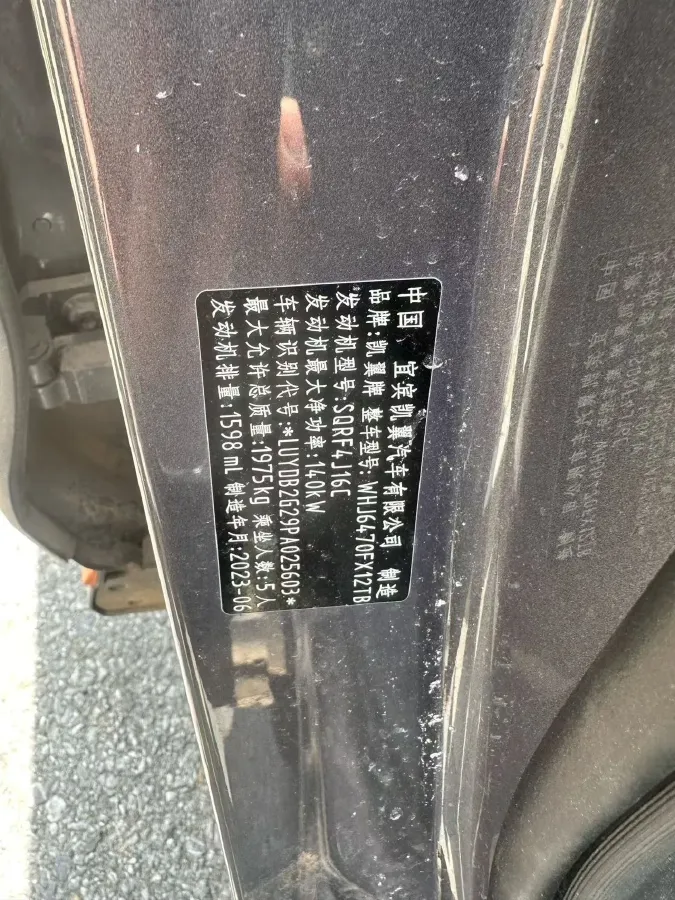 中国 宜宾凯翼汽车有限公司 制造
品牌:凯翼牌 整车型号:WHJ6470FX12TB
发动机型号:SQRF4J16C
发动机最大净功率:140kW
车辆识别代号:*LUYDB2G29PA025603*
最大允许总质量:1975kg 乘坐人数:5人
发动机排量:1598mL 制造年月:2023-06